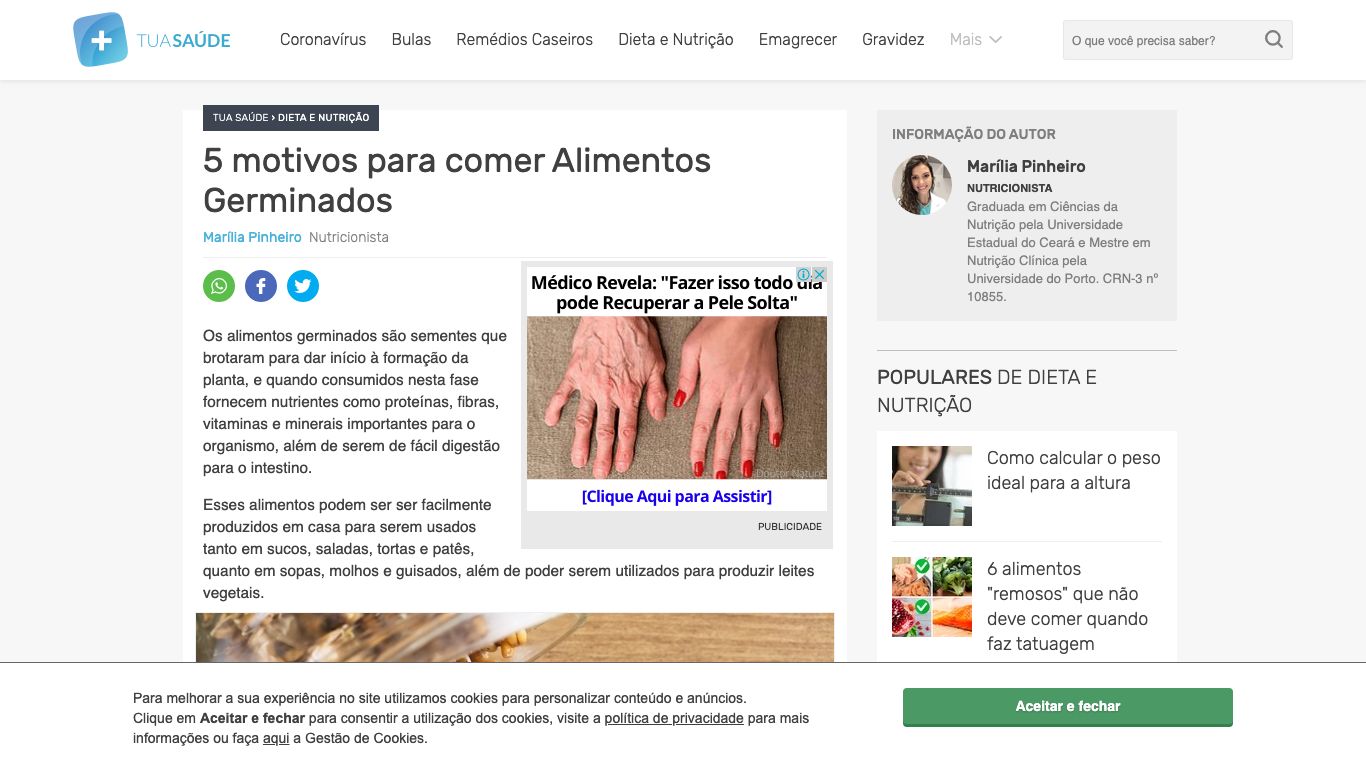 TUASAÚDE
Coronavírus
Bulas
Remédios Caseiros
Dieta e Nutrição
Emagrecer
Gravidez
Mais
O que você precisa saber?
TUA SAÚDE › DIETA E NUTRIÇÃO
5 motivos para comer Alimentos
Germinados
Marília Pinheiro Nutricionista
Médico Revela: "Fazer isso todo dia
pode Recuperar a Pele Solta"
Doutor Nature
[Clique Aqui para Assistir]
PUBLICIDADE
Os alimentos germinados são sementes que
brotaram para dar início à formação da
planta, e quando consumidos nesta fase
fornecem nutrientes como proteínas, fibras,
vitaminas e minerais importantes para o
organismo, além de serem de fácil digestão
para o intestino.
Esses alimentos podem ser ser facilmente
produzidos em casa para serem usados
tanto em sucos, saladas, tortas e patês,
quanto em sopas, molhos e guisados, além de poder serem utilizados para produzir leites
vegetais.
INFORMAÇÃO DO AUTOR
Marília Pinheiro
NUTRICIONISTA
Graduada em Ciências da
Nutrição pela Universidade
Estadual do Ceará e Mestre em
Nutrição Clínica pela
Universidade do Porto. CRN-3 nº
10855.
POPULARES DE DIETA E
NUTRIÇÃO
Como calcular o peso
ideal para a altura
6 alimentos
"remosos" que não
deve comer quando
faz tatuagem
Para melhorar a sua experiência no site utilizamos cookies para personalizar conteúdo e anúncios.
Clique em Aceitar e fechar para consentir a utilização dos cookies, visite a política de privacidade para mais
informações ou faça aqui a Gestão de Cookies.
Aceitar e fechar